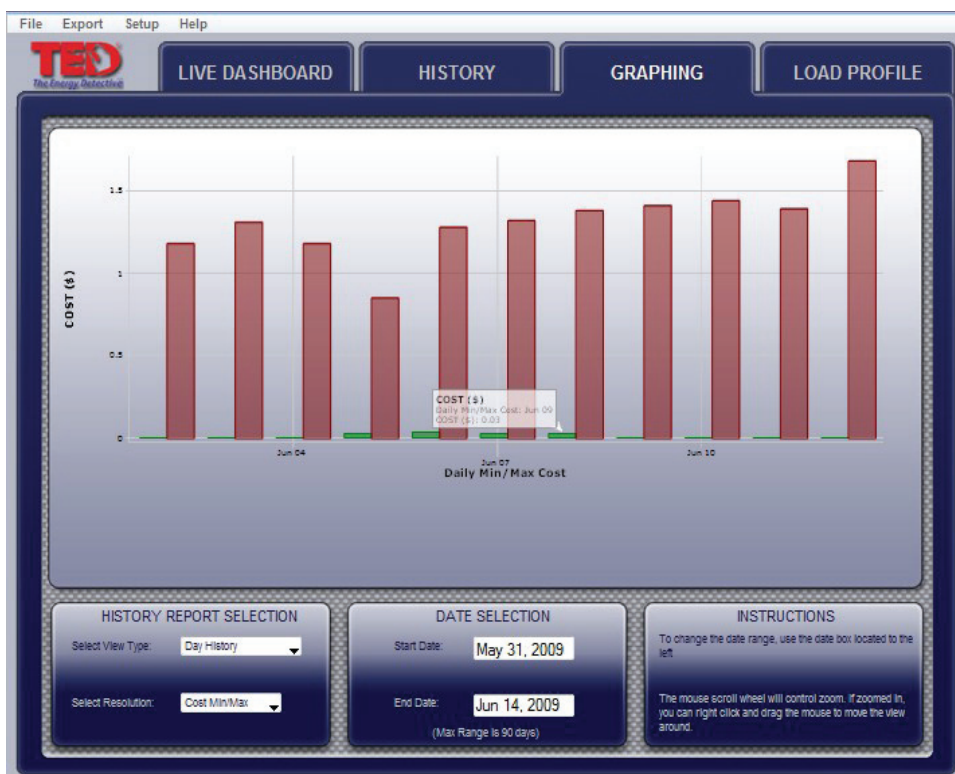 File Export Setup Help
TED
The Energy Detective
LIVE DASHBOARD
HISTORY
GRAPHING
LOAD PROFILE
1.5
1
0.5
0
COST ($)
COST ($)
Daily Min/Max Cost: Jun 09
COST ($): 0.03
Jun 04
Jun 07
Jun 10
Daily Min/Max Cost
HISTORY REPORT SELECTION
Select View Type: Day History
Select Resolution: Cost Min/Max
DATE SELECTION
Start Date: May 31, 2009
End Date: Jun 14, 2009
(Max Range is 90 days)
INSTRUCTIONS
To change the date range, use the date box located to the
left
The mouse scroll wheel will control zoom. If zoomed in,
you can right click and drag the mouse to move the view
around.